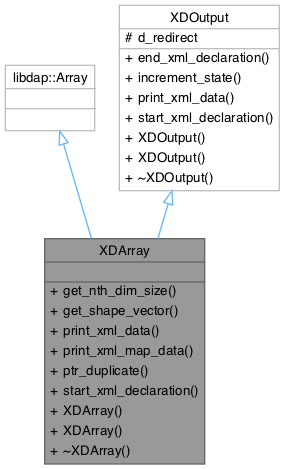 XDOutput
# d_redirect
+ end_xml_declaration()
+ increment_state()
+ print_xml_data()
+ start_xml_declaration()
+ XDOutput()
+ XDOutput()
+ ~XDOutput()
libdap::Array
XDArray
+ get_nth_dim_size()
+ get_shape_vector()
+ print_xml_data()
+ print_xml_map_data()
+ ptr_duplicate()
+ start_xml_declaration()
+ XDArray()
+ XDArray()
+ ~XDArray()